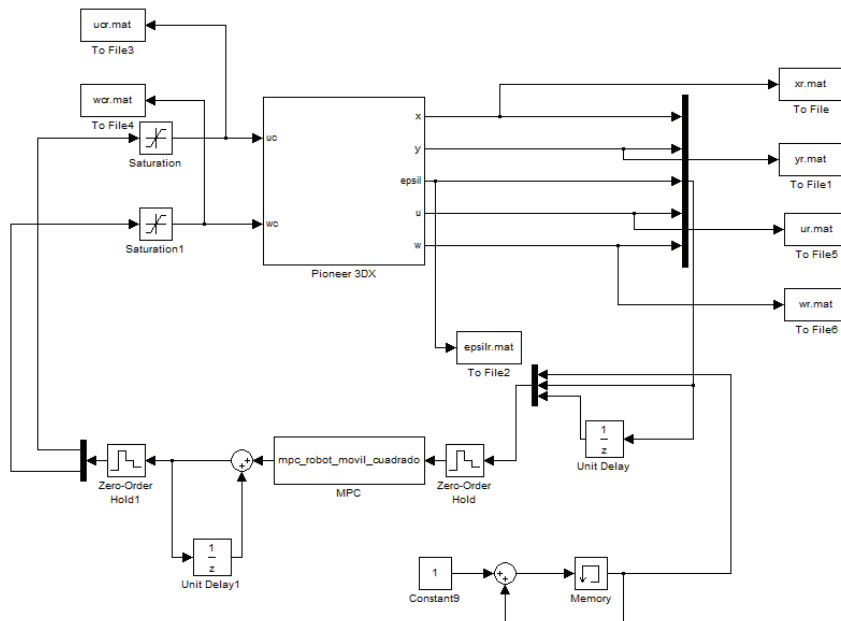 ucr.mat
To File3
wcr.mat
To File4
Saturation
Saturation1
uc
wc
x
y
epsil
u
w
Pioneer 3DX
xr.mat
To File
yr.mat
To File1
ur.mat
To File5
wr.mat
To File6
epsilr.mat
To File2
1
z
Unit Delay
mpc_robot_movil_cuadrado
MPC
Zero-Order
Hold
Zero-Order
Hold1
+
+
1
z
Unit Delay1
1
Constant9
+
+
Memory